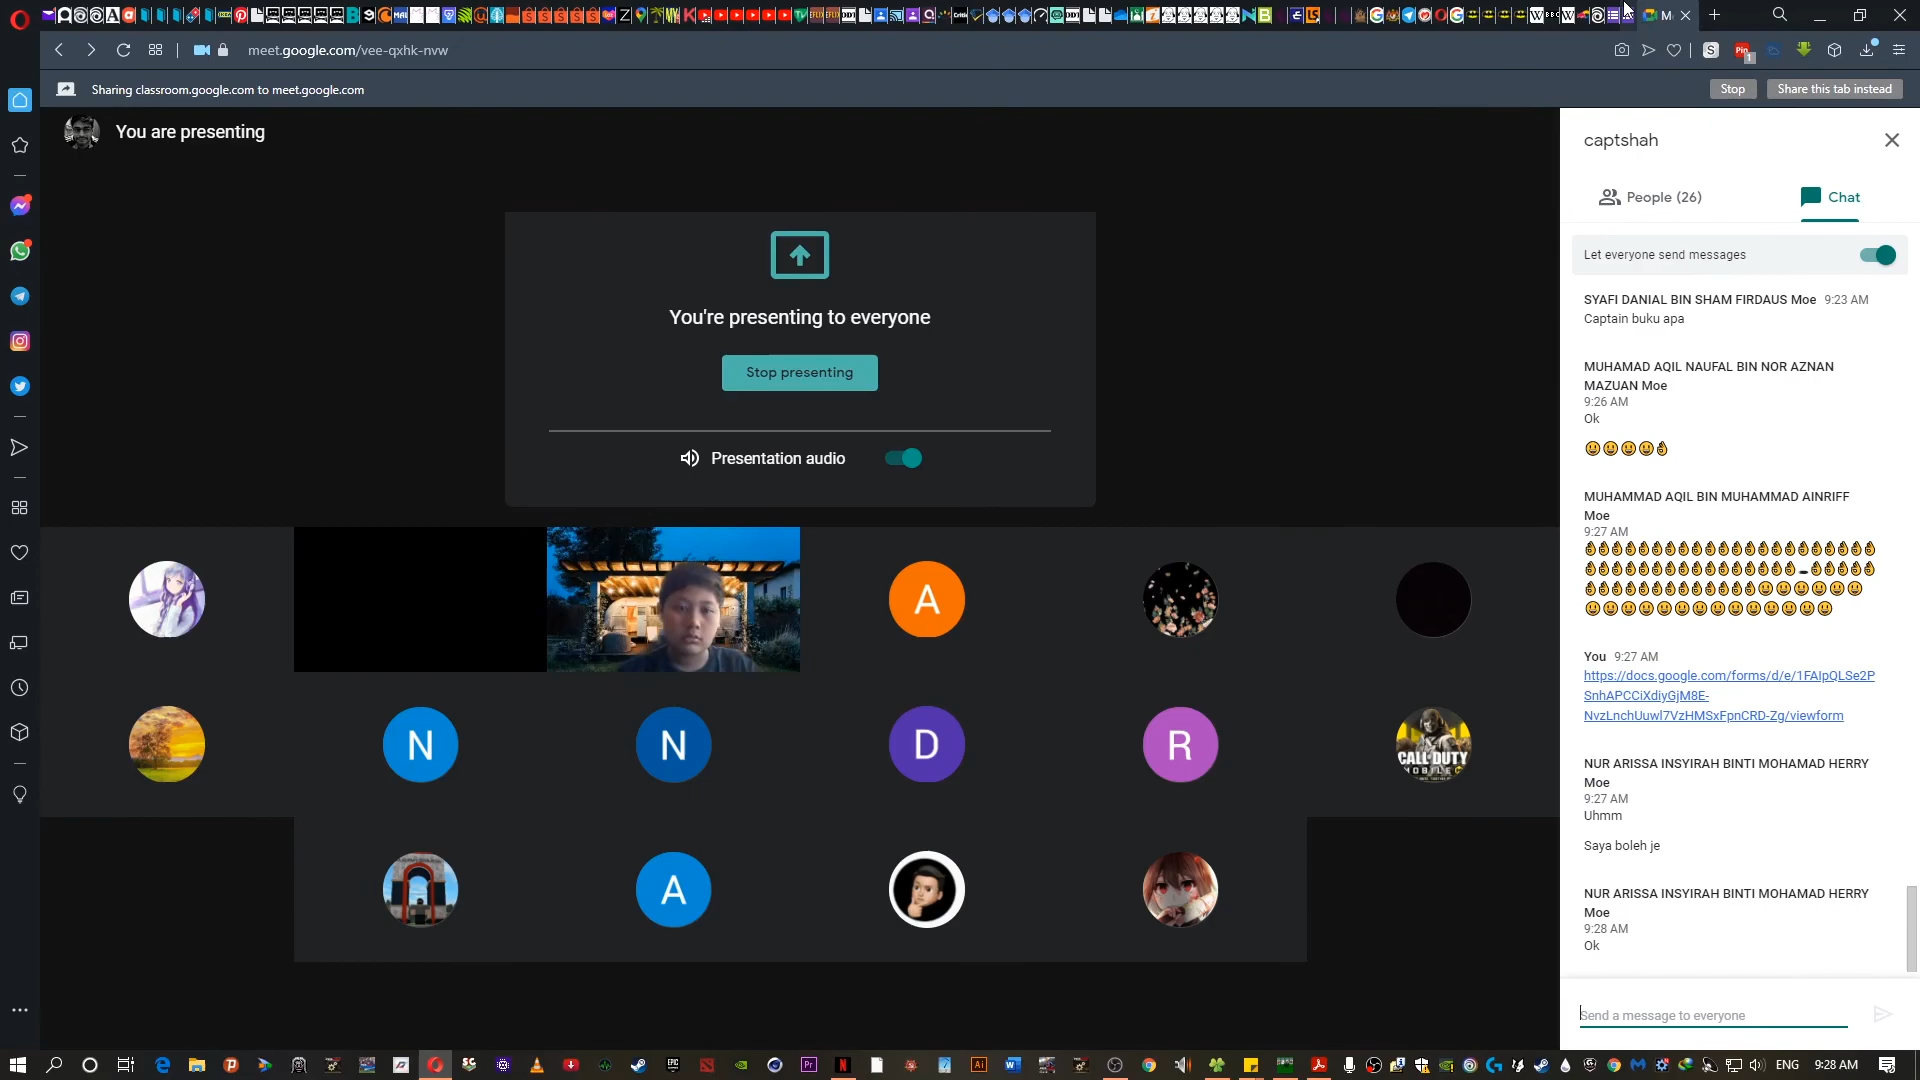 meet.google.com/vee-qxhk-nvw
Sharing classroom.google.com to meet.google.com
Stop
Share this tab instead
You are presenting
You're presenting to everyone
Stop presenting
Presentation audio
A
N
N
D
R
CALL DUTY
MOBILE
A
captshah
People (26)
Chat
Let everyone send messages
SYAFI DANIAL BIN SHAM FIRDAUS Moe 9:23 AM
Captain buku apa
MUHAMAD AQIL NAUFAL BIN NOR AZNAN
MAZUAN Moe
9:26 AM
Ok
MUHAMMAD AQIL BIN MUHAMMAD AINRIFF
Moe
9:27 AM
You 9:27 AM
https://docs.google.com/forms/d/e/1FAIpQLSe2P
SnhAPCCiXdiyGjM8E-
NvzLnchUuwl7VzHMSxFpnCRD-Zg/viewform
NUR ARISSA INSYIRAH BINTI MOHAMAD HERRY
Moe
9:27 AM
Uhmm
Saya boleh je
NUR ARISSA INSYIRAH BINTI MOHAMAD HERRY
Moe
9:28 AM
Ok
Send a message to everyone
ENG
9:28 AM